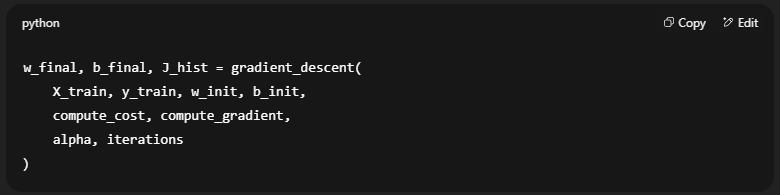 python
Copy
Edit
w_final, b_final, J_hist = gradient_descent(
    X_train, y_train, w_init, b_init,
    compute_cost, compute_gradient,
    alpha, iterations
)